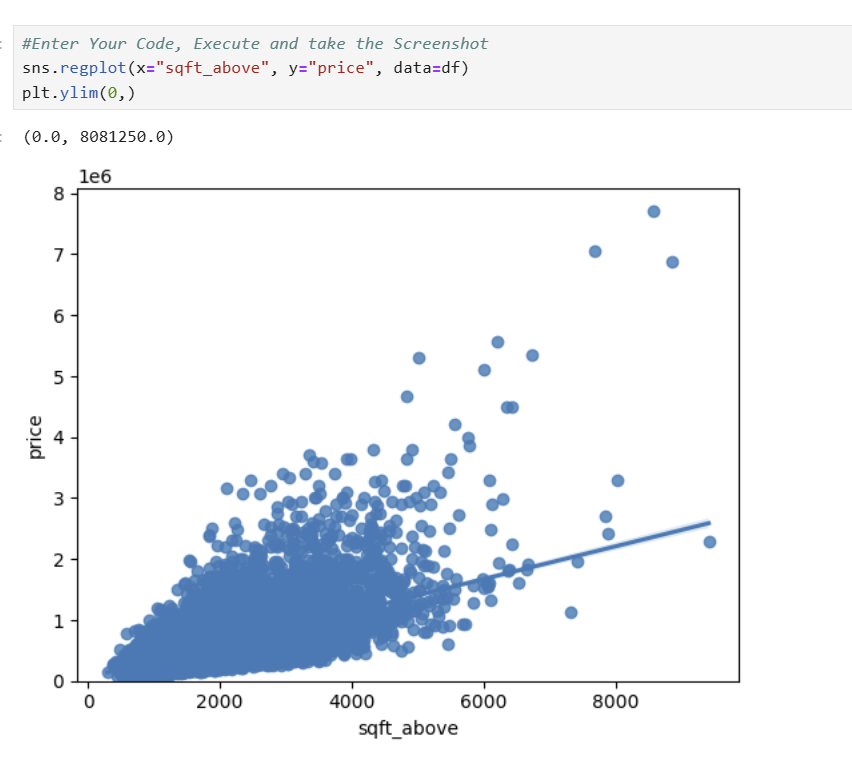 #Enter Your Code, Execute and take the Screenshot
sns.regplot(x="sqft_above", y="price", data=df)
plt.ylim(0,)
(0.0, 8081250.0)
1e6
8
7
6
5
4
3
2
1
0
price
0 2000 4000 6000 8000
sqft_above